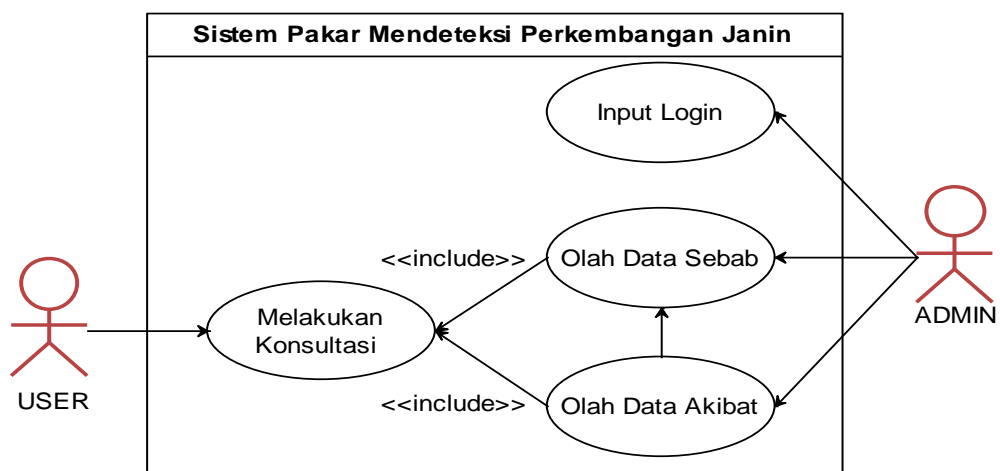 Sistem Pakar Mendeteksi Perkembangan Janin
Input Login
<<include>>
Olah Data Sebab
Melakukan
Konsultasi
ADMIN
USER
<<include>>
Olah Data Akibat